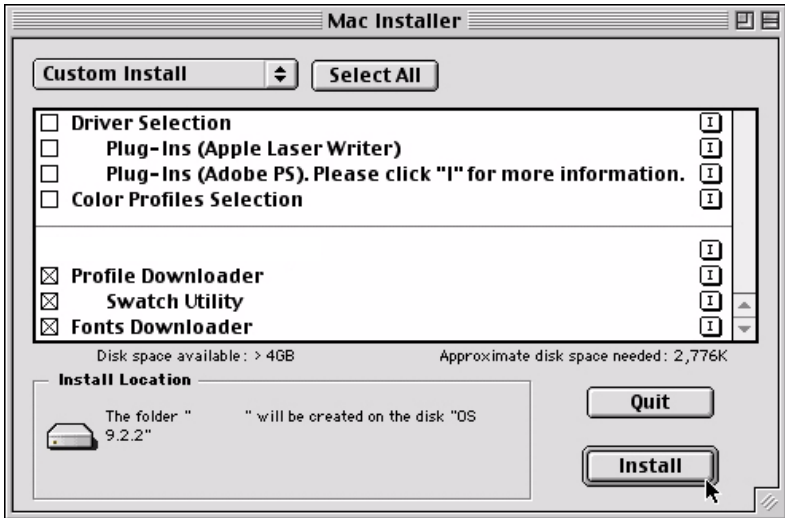 Mac Installer
Custom Install
Select All
Driver Selection I
Plug-Ins (Apple Laser Writer) I
Plug-Ins (Adobe PS). Please click "I" for more information. I
Color Profiles Selection I
I
Profile Downloader I
Swatch Utility I
Fonts Downloader I
Disk space available: > 4GB Approximate disk space needed: 2,776K
Install Location
The folder " " will be created on the disk "OS
9.2.2"
Quit
Install